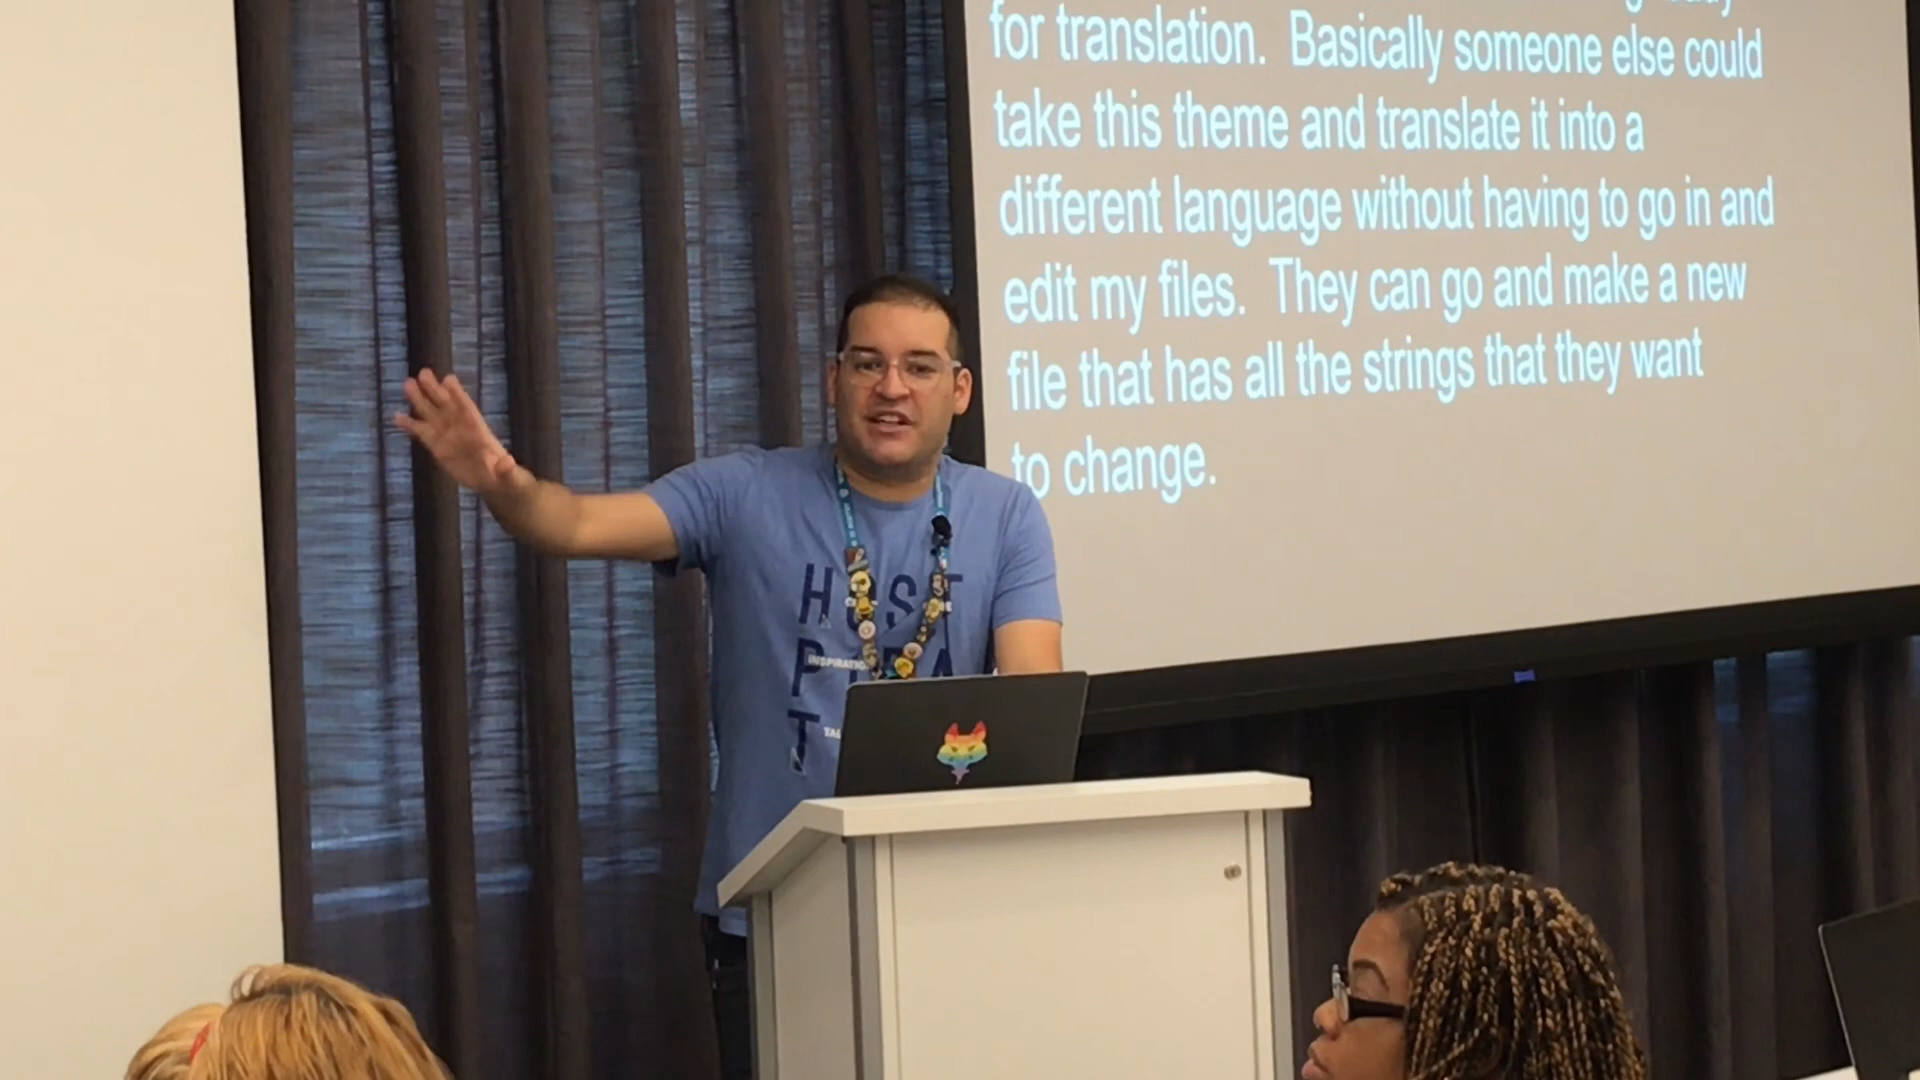 for translation. Basically someone else could
take this theme and translate it into a
different language without having to go in and
edit my files. They can go and make a new
file that has all the strings that they want
to change.
HOST
INSPIRATIO